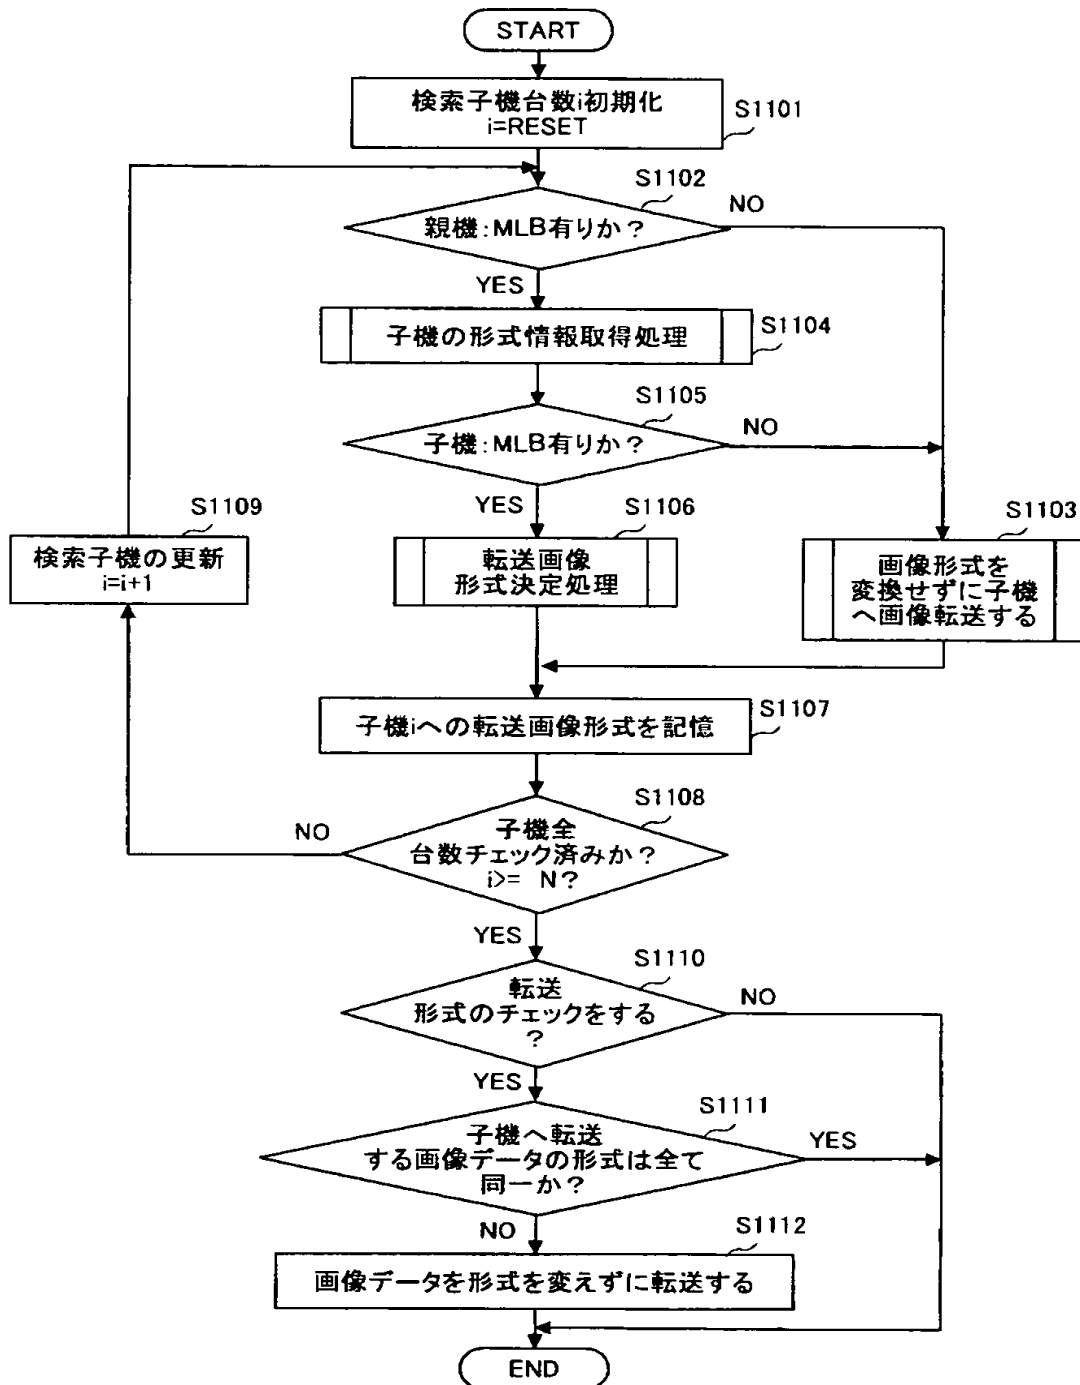 START
検索子機台数i初期化
i=RESET
S1101
S1102
親機:MLB有りか?
NO
YES
子機の形式情報取得処理
S1104
S1105
子機:MLB有りか?
NO
YES
S1109
検索子機の更新
i=i+1
S1106
転送画像
形式決定処理
S1103
画像形式を
変換せずに子機
へ画像転送する
子機iへの転送画像形式を記憶
S1107
S1108
子機全
台数チェック済みか?
i>= N?
NO
YES
S1110
転送
形式のチェックをする
?
NO
YES
S1111
子機へ転送
する画像データの形式は全て
同一か?
YES
NO
S1112
画像データを形式を変えずに転送する
END